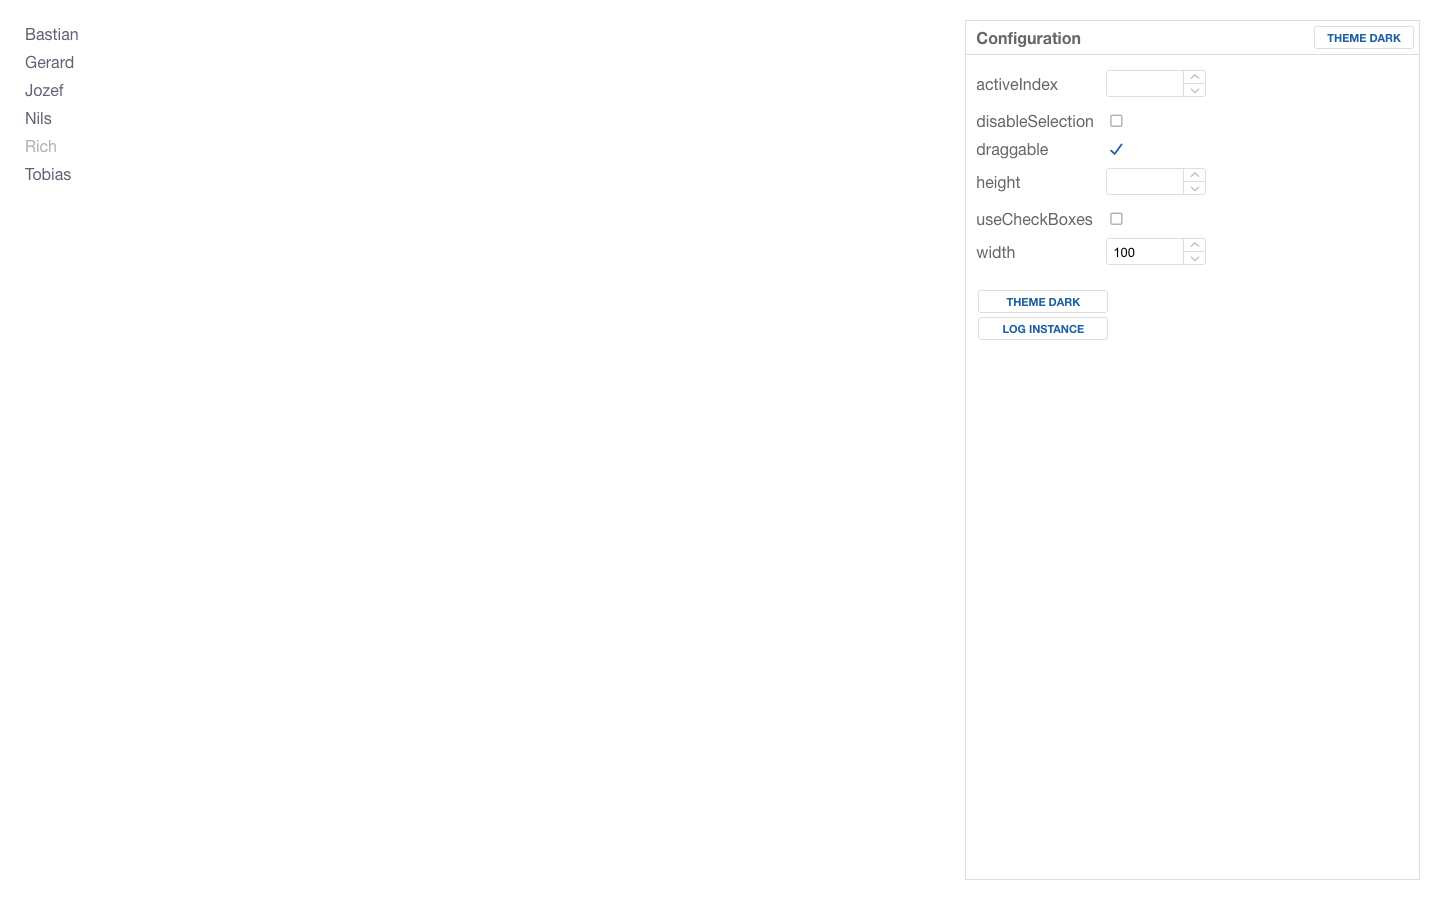 Bastian
Gerard
Jozef
Nils
Rich
Tobias
Configuration
THEME DARK
activeIndex
disableSelection
draggable
height
useCheckBoxes
width 100
THEME DARK
LOG INSTANCE